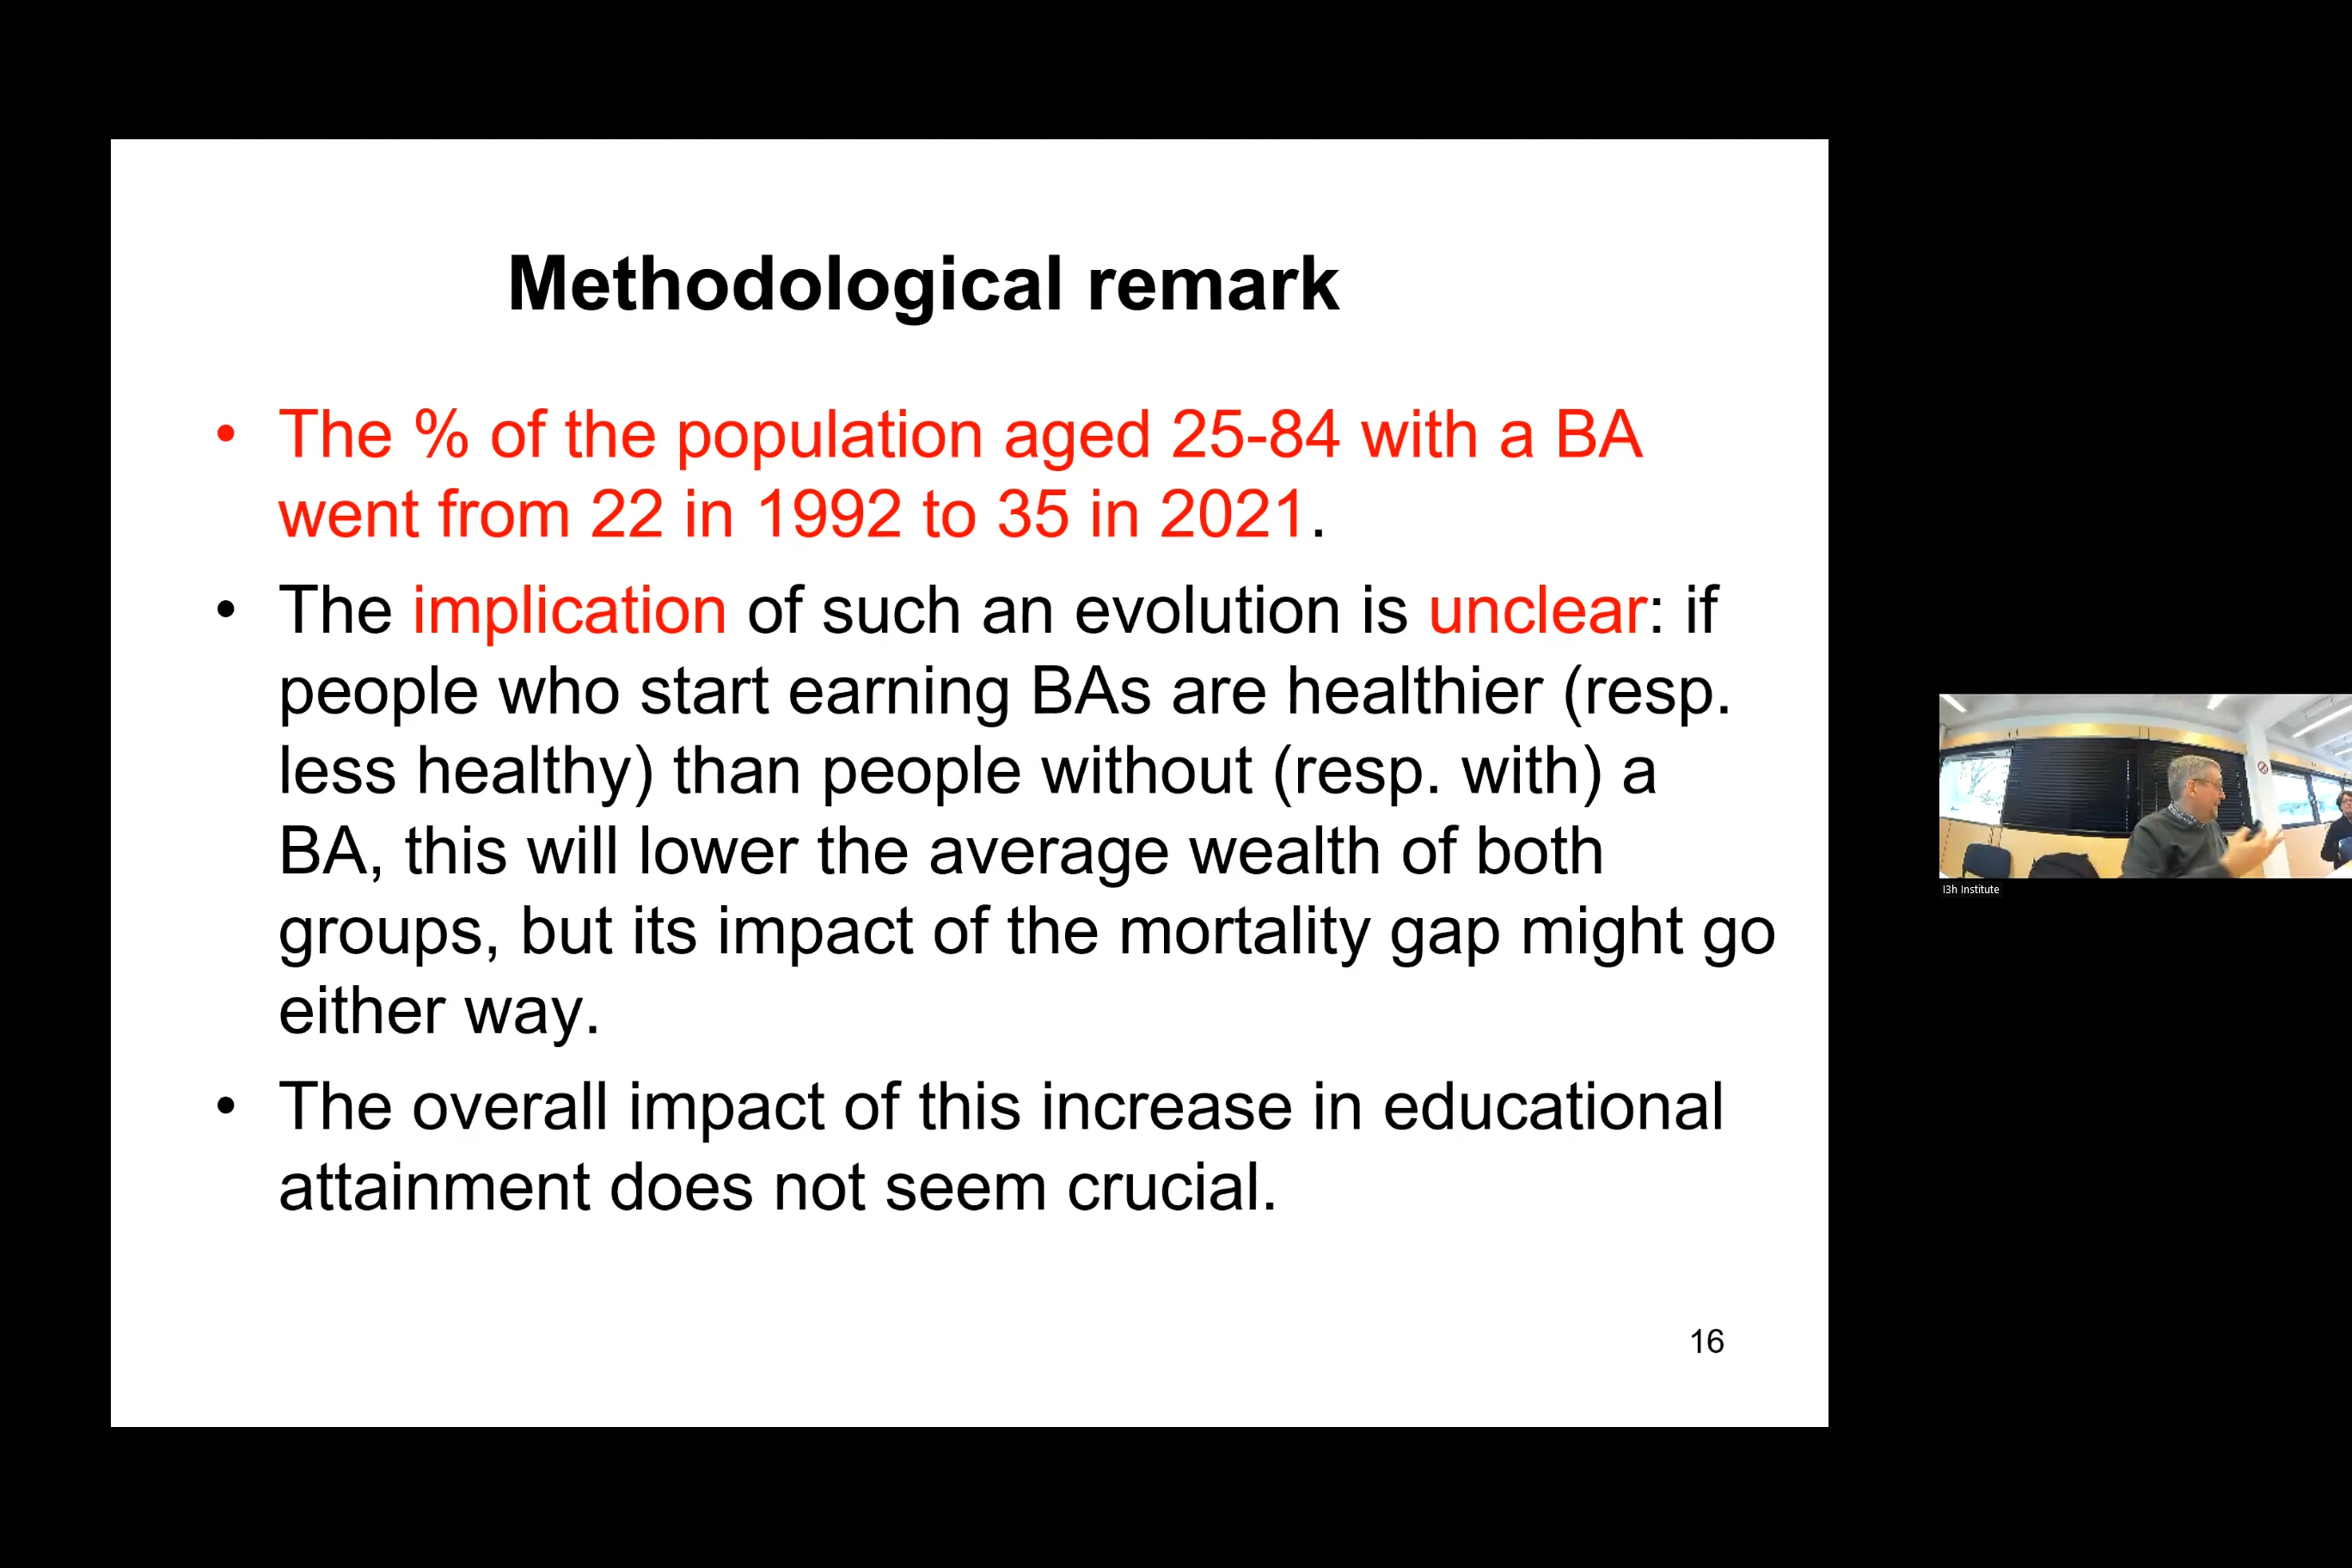 Methodological remark
• The % of the population aged 25-84 with a BA
went from 22 in 1992 to 35 in 2021.
• The implication of such an evolution is unclear: if
people who start earning BAs are healthier (resp.
less healthy) than people without (resp. with) a
BA, this will lower the average wealth of both
groups, but its impact of the mortality gap might go
either way.
• The overall impact of this increase in educational
attainment does not seem crucial.
16
I3h Institute